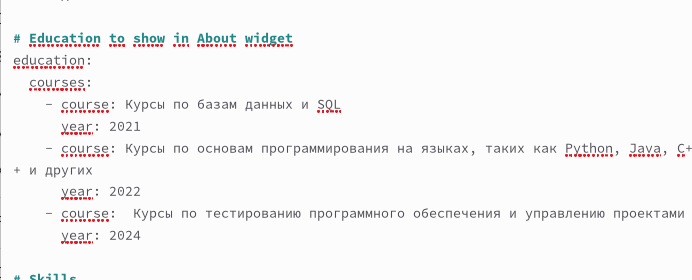 # Education to show in About widget
education:
  courses:
    - course: Курсы по базам данных и SQL
      year: 2021
    - course: Курсы по основам программирования на языках, таких как Python, Java, C+
+ и других
      year: 2022
    - course:  Курсы по тестированию программного обеспечения и управлению проектами
      year: 2024
# Skills